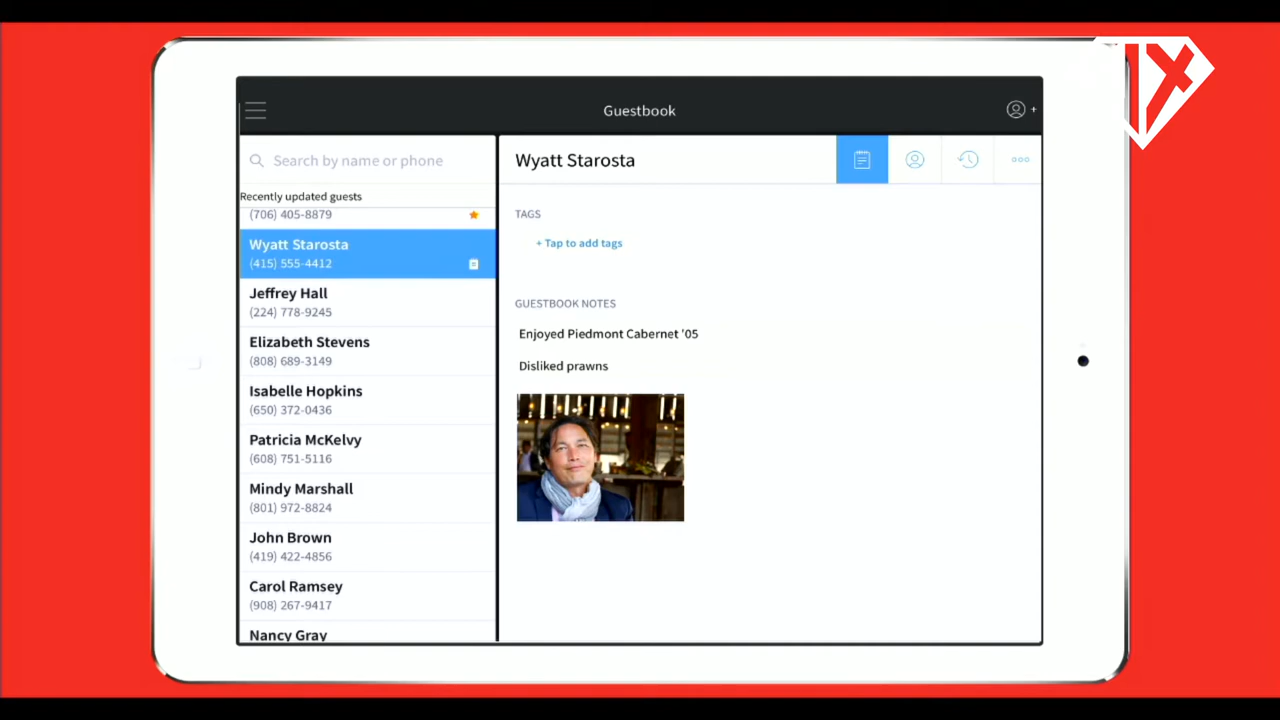 Guestbook
+
Search by name or phone
Recently updated guests
(706) 405-8879
Wyatt Starosta
(415) 555-4412
Jeffrey Hall
(224) 778-9245
Elizabeth Stevens
(808) 689-3149
Isabelle Hopkins
(650) 372-0436
Patricia McKelvy
(608) 751-5116
Mindy Marshall
(801) 972-8824
John Brown
(419) 422-4856
Carol Ramsey
(908) 267-9417
Nancy Gray
Wyatt Starosta
TAGS
+ Tap to add tags
GUESTBOOK NOTES
Enjoyed Piedmont Cabernet '05
Disliked prawns